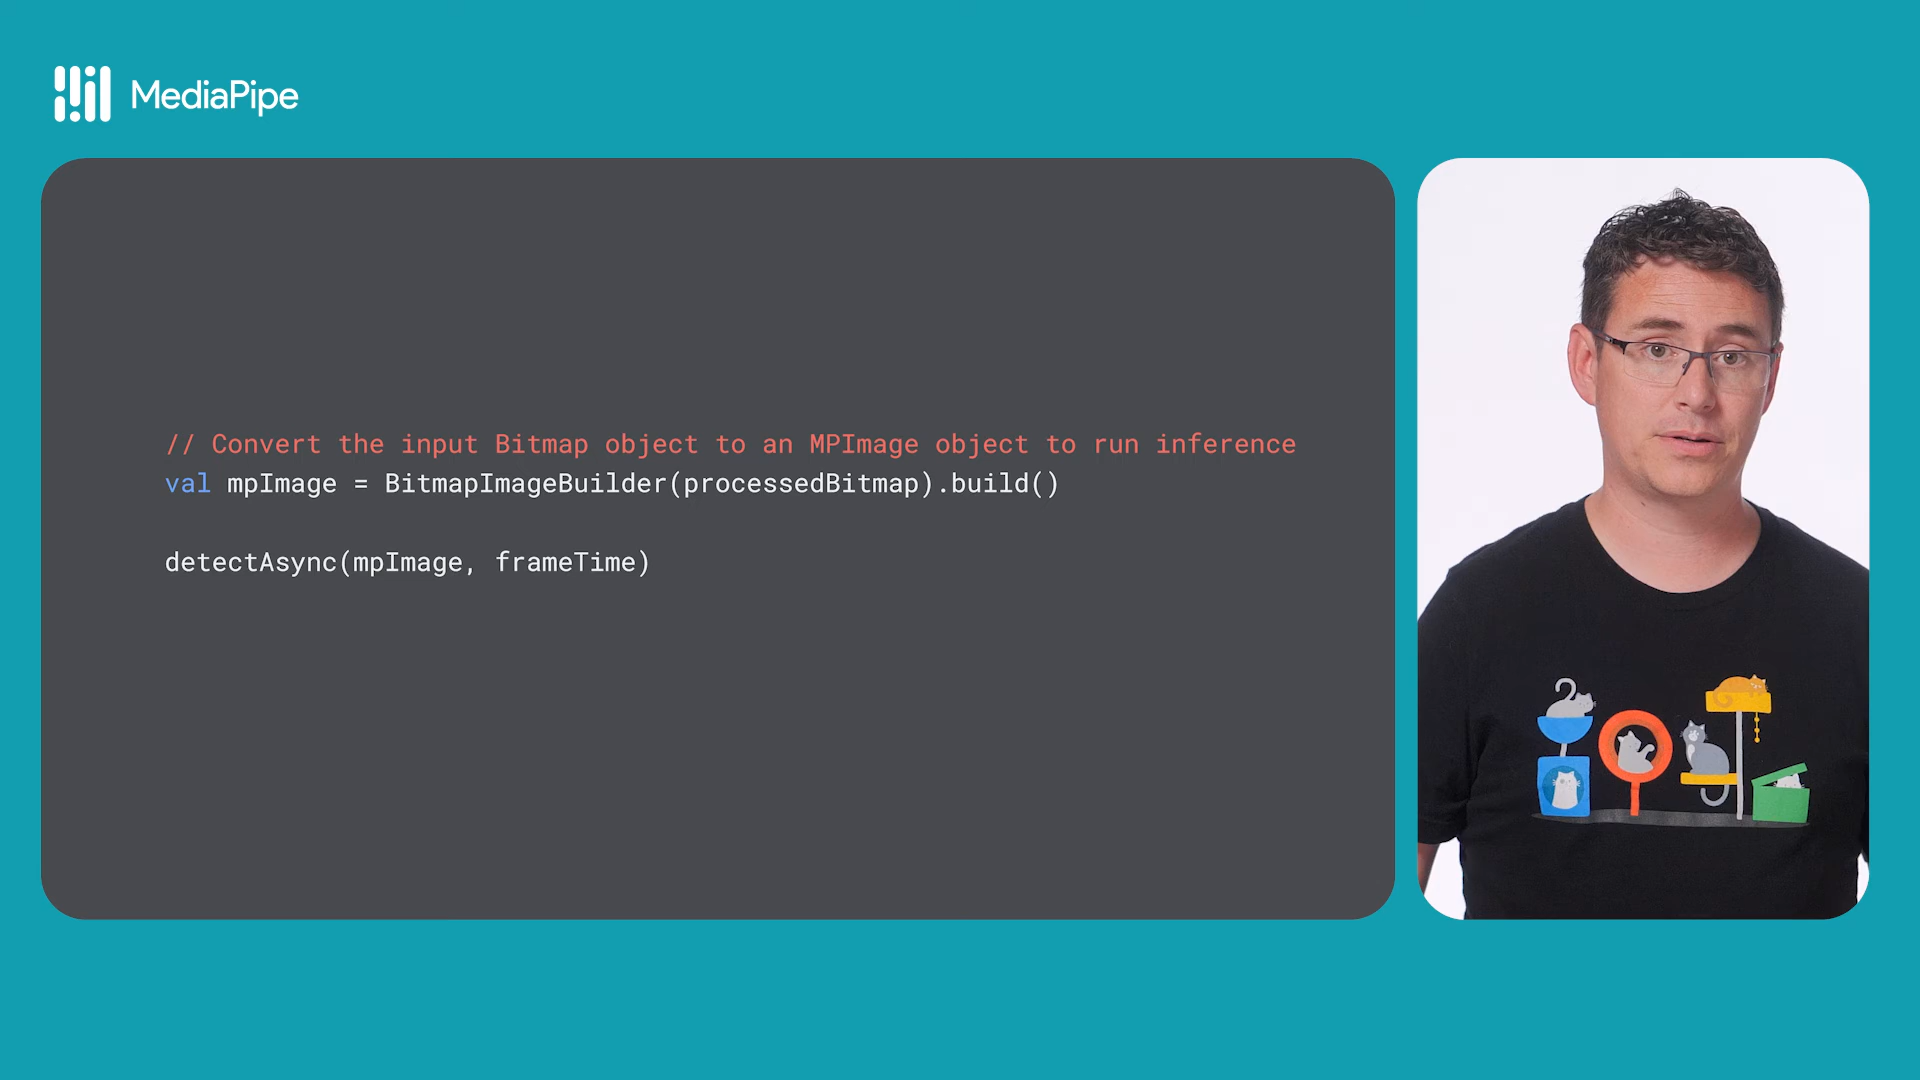 MediaPipe
// Convert the input Bitmap object to an MPImage object to run inference
val mpImage = BitmapImageBuilder(processedBitmap).build()
detectAsync(mpImage, frameTime)